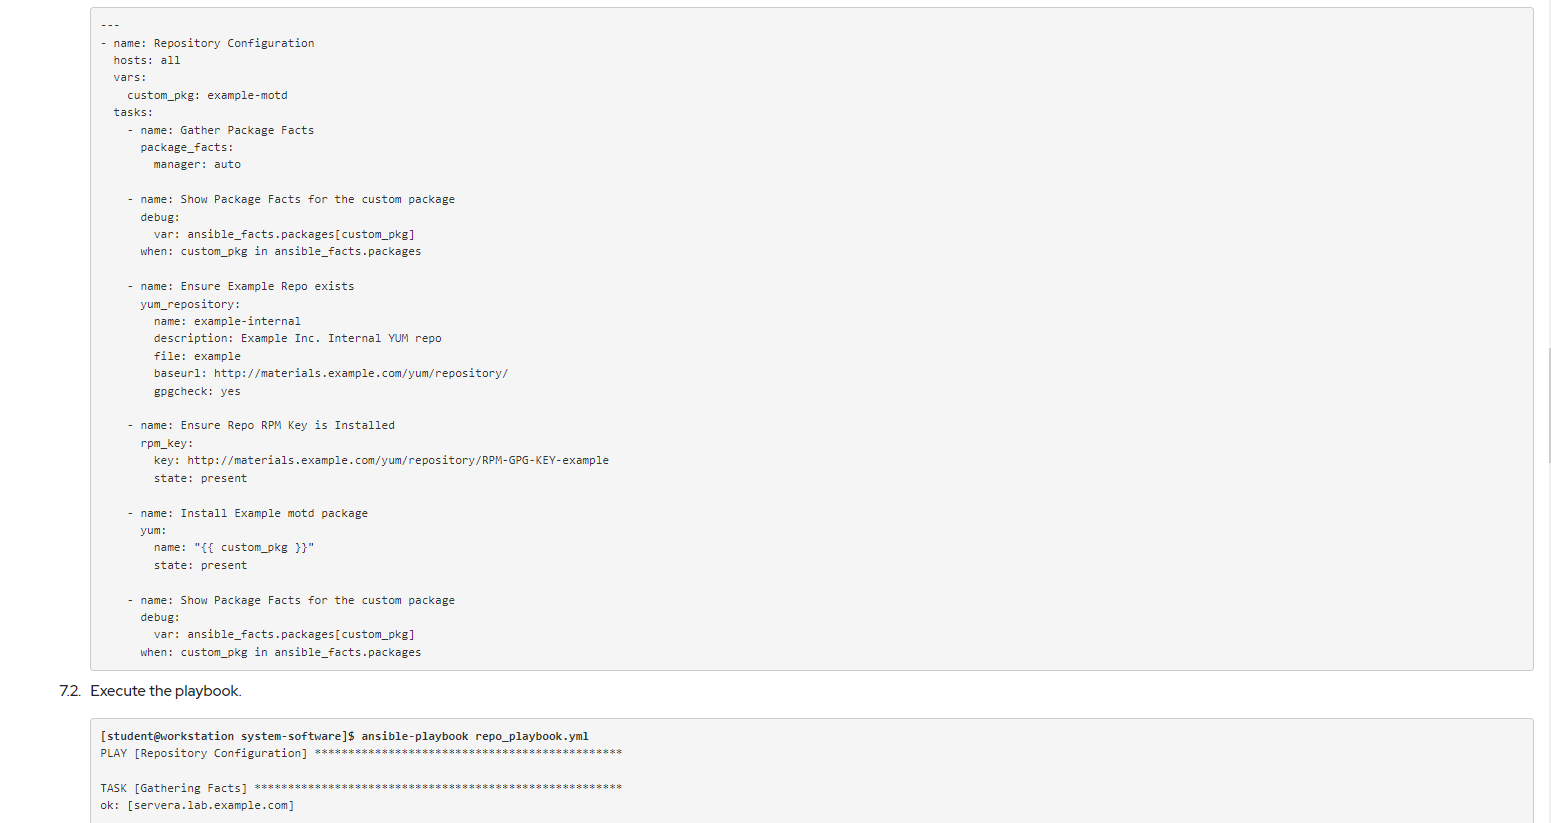 ---
- name: Repository Configuration
  hosts: all
  vars:
    custom_pkg: example-motd
  tasks:
    - name: Gather Package Facts
      package_facts:
        manager: auto

    - name: Show Package Facts for the custom package
      debug:
        var: ansible_facts.packages[custom_pkg]
      when: custom_pkg in ansible_facts.packages

    - name: Ensure Example Repo exists
      yum_repository:
        name: example-internal
        description: Example Inc. Internal YUM repo
        file: example
        baseurl: http://materials.example.com/yum/repository/
        gpgcheck: yes

    - name: Ensure Repo RPM Key is Installed
      rpm_key:
        key: http://materials.example.com/yum/repository/RPM-GPG-KEY-example
        state: present

    - name: Install Example motd package
      yum:
        name: "{{ custom_pkg }}"
        state: present

    - name: Show Package Facts for the custom package
      debug:
        var: ansible_facts.packages[custom_pkg]
      when: custom_pkg in ansible_facts.packages
7.2. Execute the playbook.
[student@workstation system-software]$ ansible-playbook repo_playbook.yml
PLAY [Repository Configuration] **********************************************

TASK [Gathering Facts] *******************************************************
ok: [servera.lab.example.com]